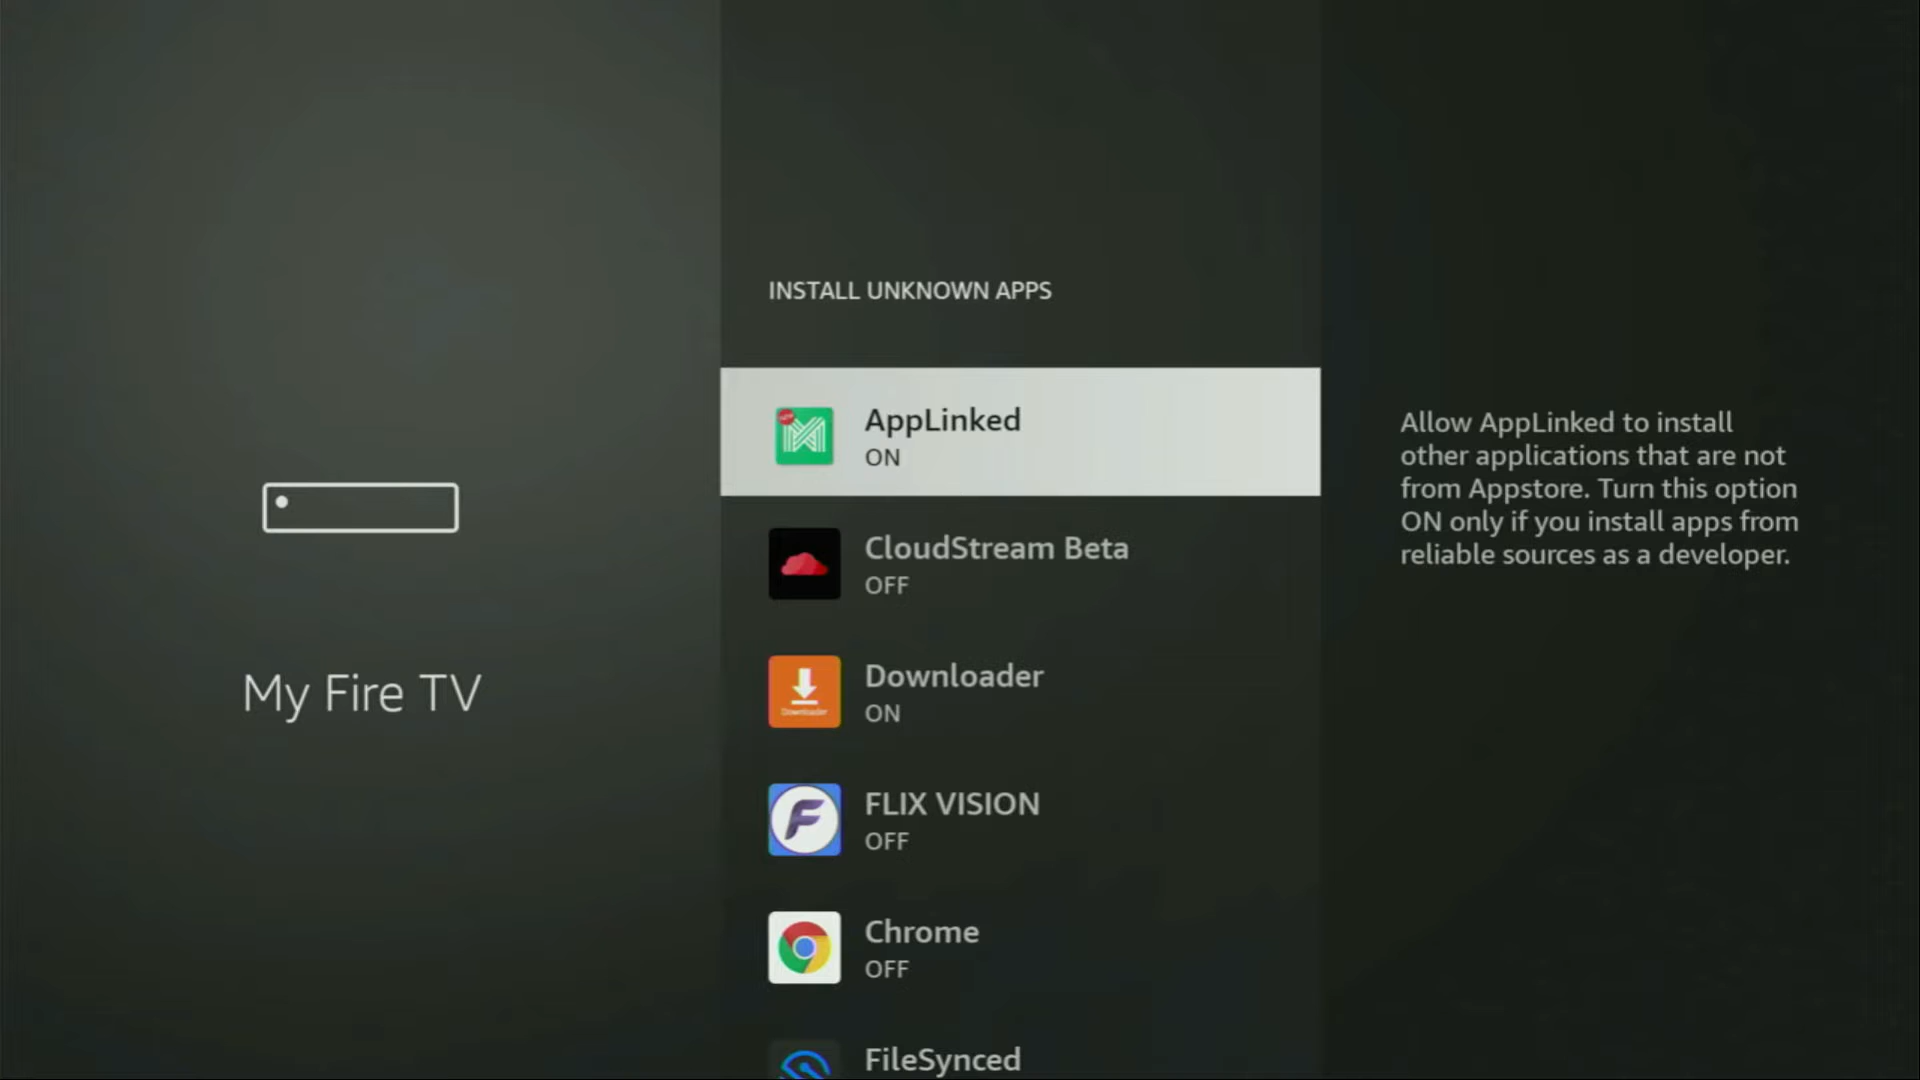 INSTALL UNKNOWN APPS
AppLinked
ON
CloudStream Beta
OFF
Downloader
ON
FLIX VISION
OFF
Chrome
OFF
FileSynced
My Fire TV
Allow AppLinked to install
other applications that are not
from Appstore. Turn this option
ON only if you install apps from
reliable sources as a developer.
Downloader